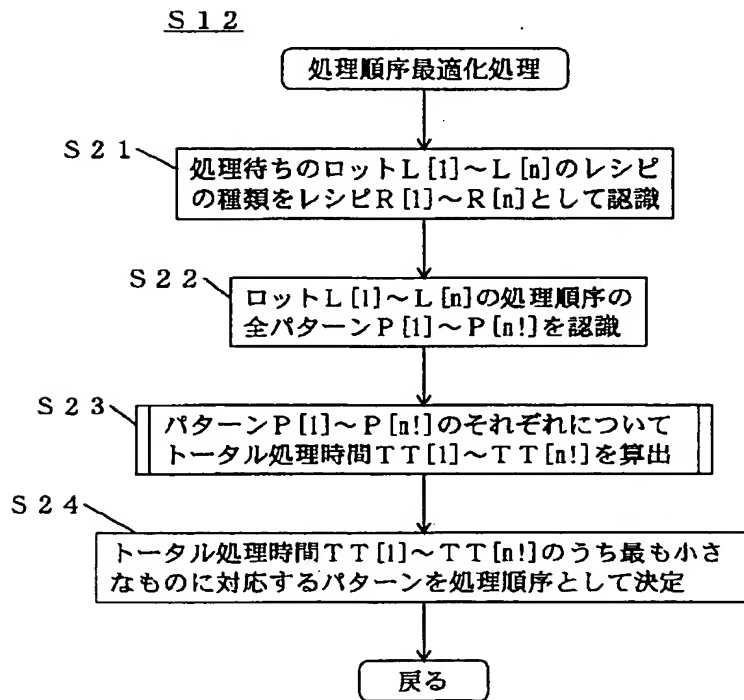 S12
処理順序最適化処理
S21
処理待ちのロットL[1]～L[n]のレシピ
の種類をレシピR[1]～R[n]として認識
S22
ロットL[1]～L[n]の処理順序の
全パターンP[1]～P[n!]を認識
S23
パターンP[1]～P[n!]のそれぞれについて
トータル処理時間TT[1]～TT[n!]を算出
S24
トータル処理時間TT[1]～TT[n!]のうち最も小さ
なものに対応するパターンを処理順序として決定
戻る